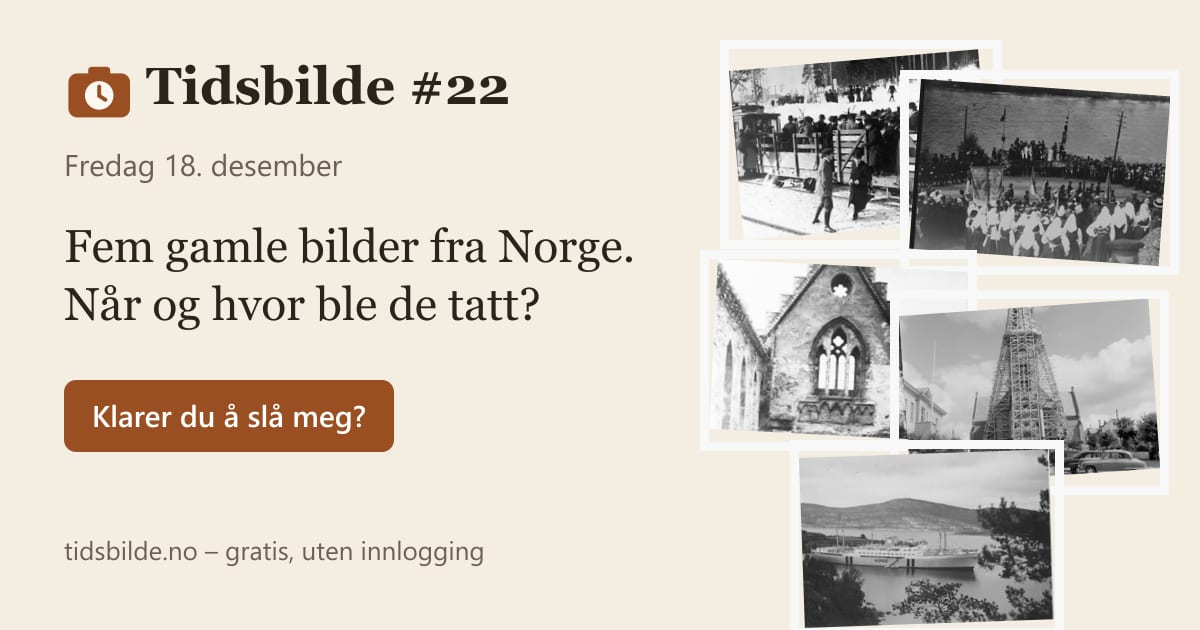 Tidsbilde #22
Fredag 18. desember
Fem gamle bilder fra Norge.
Når og hvor ble de tatt?
Klarer du å slå meg?
tidsbilde.no – gratis, uten innlogging